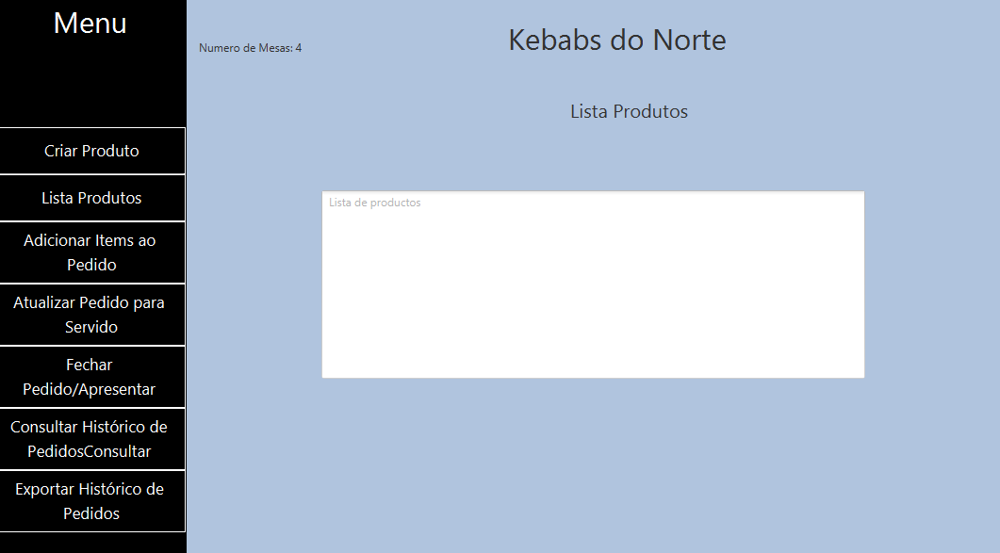 Menu
Criar Produto
Lista Produtos
Adicionar Items ao
Pedido
Atualizar Pedido para
Servido
Fechar
Pedido/Apresentar
Consultar Histórico de
PedidosConsultar
Exportar Histórico de
Pedidos
Numero de Mesas: 4
Kebabs do Norte
Lista Produtos
Lista de productos